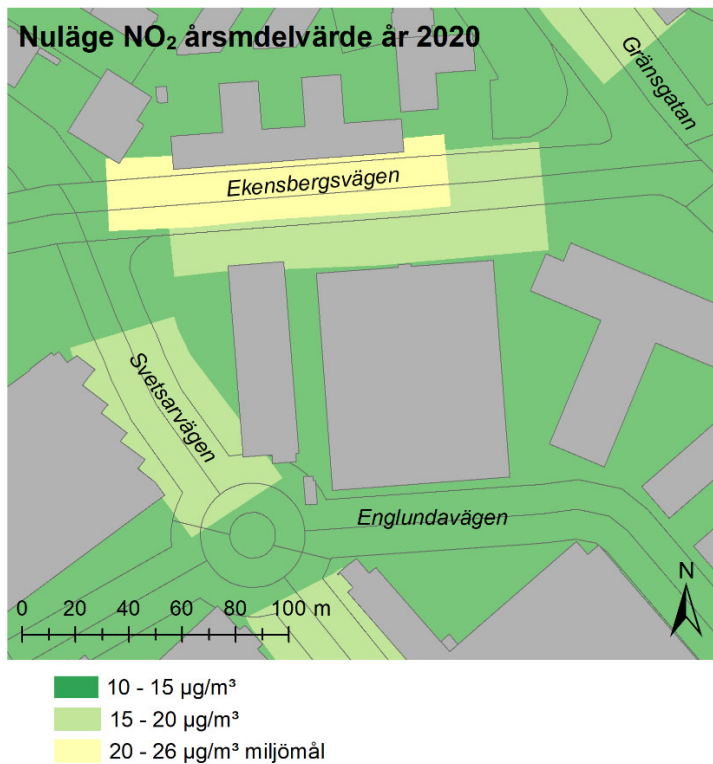 Nuläge NO₂ årsmdelvärde år 2020
Gränsgatan
Ekensbergsvägen
Svetsarvägen
Englundavägen
N
0 20 40 60 80 100 m
10 - 15 µg/m³
15 - 20 µg/m³
20 - 26 µg/m³ miljömål